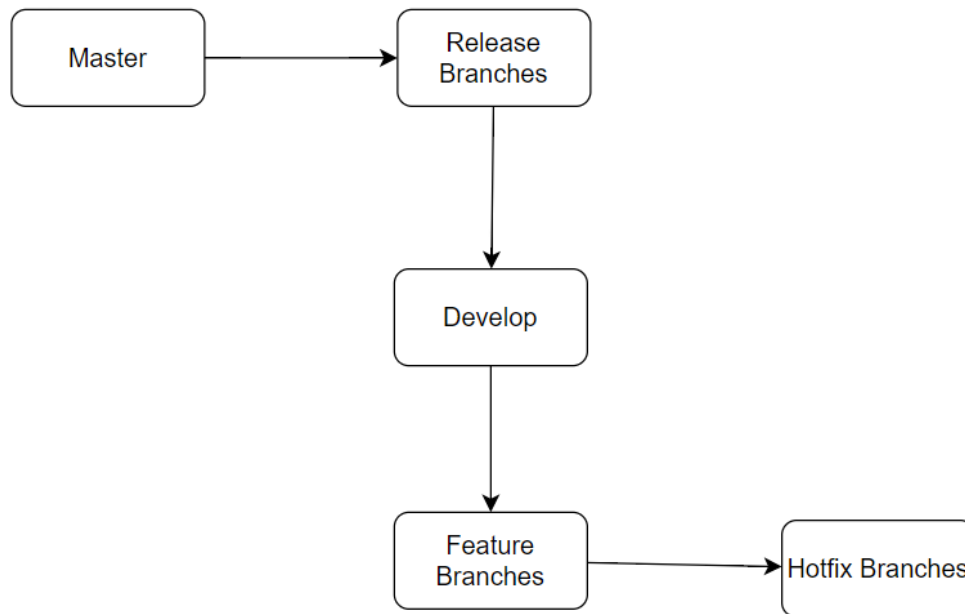 Master
Release
Branches
Develop
Feature
Branches
Hotfix Branches